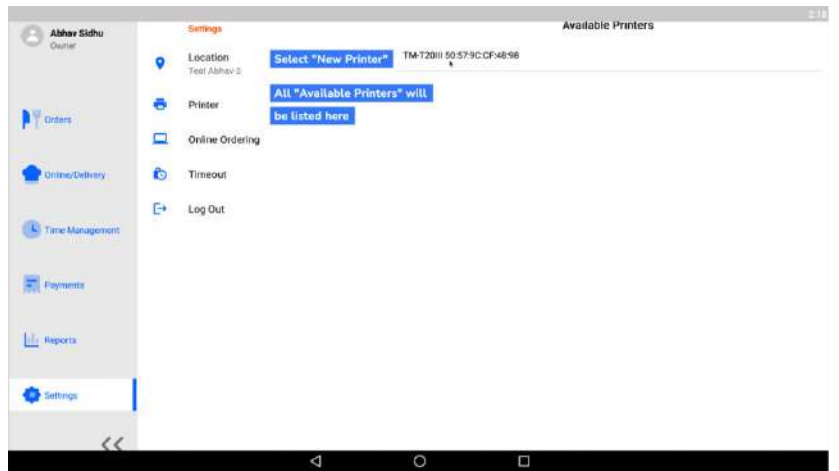 2:18
Abhav Sidhu
Owner
Orders
Online/Delivery
Time Management
Payments
Reports
Settings
Settings
Location
Test Abhav-2
Printer
Online Ordering
Timeout
Log Out
Available Printers
Select "New Printer"
TM-T20III 50:57:9C:CF:48:98
All "Available Printers" will
be listed here